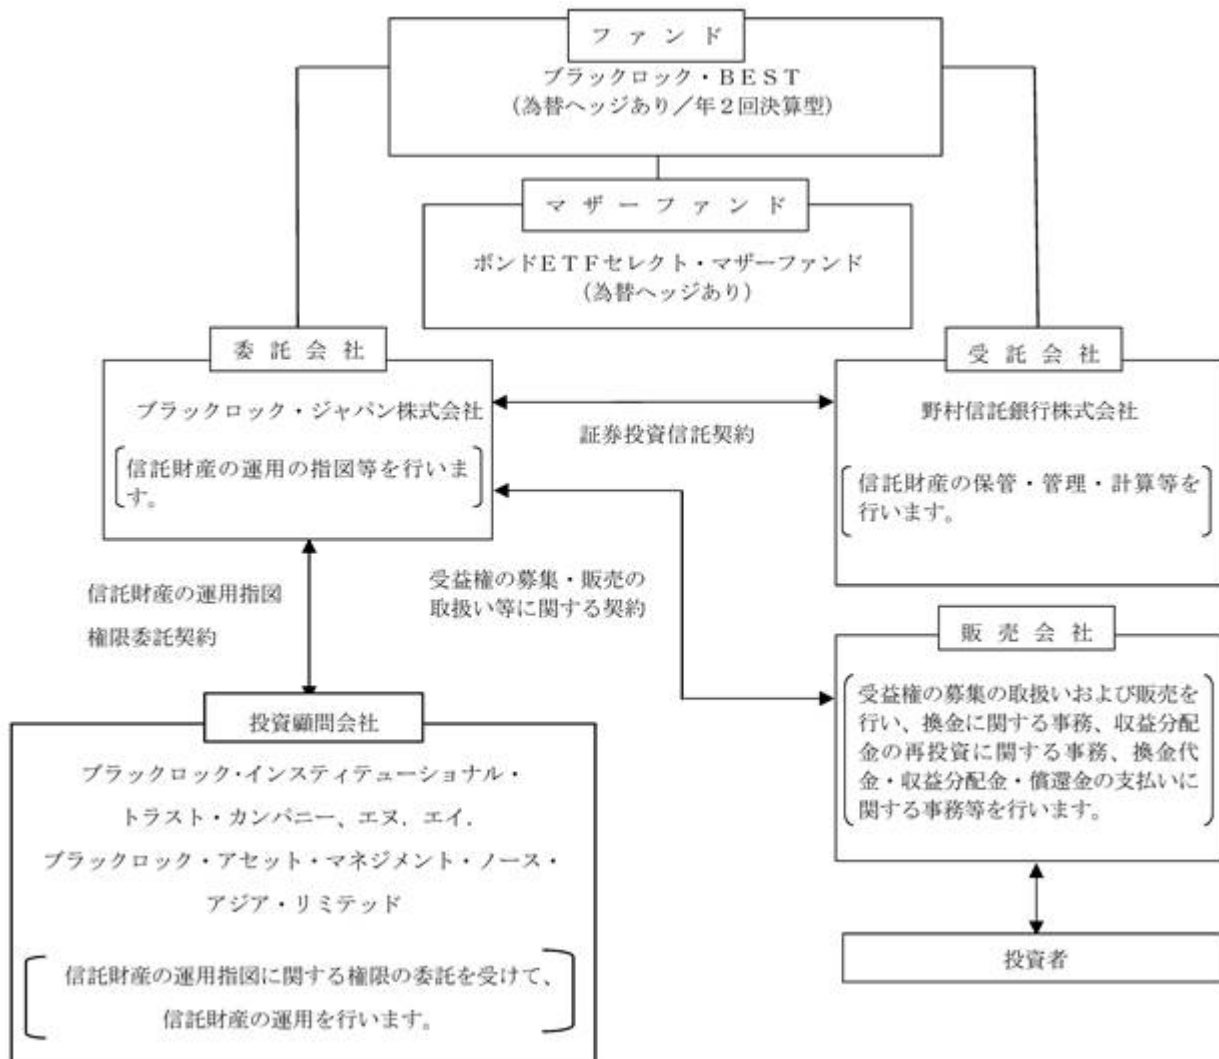 ファンド
ブラックロック・ＢＥＳＴ
（為替ヘッジあり／年２回決算型）
マザーファンド
ボンドＥＴＦセレクト・マザーファンド
（為替ヘッジあり）
委託会社
ブラックロック・ジャパン株式会社
信託財産の運用の指図等を行いま
す。
証券投資信託契約
受託会社
野村信託銀行株式会社
信託財産の保管・管理・計算等を
行います。
信託財産の運用指図
権限委託契約
受益権の募集・販売の
取扱い等に関する契約
販売会社
受益権の募集の取扱いおよび販売を
行い、換金に関する事務、収益分配
金の再投資に関する事務、換金代
金・収益分配金・償還金の支払いに
関する事務等を行います。
投資顧問会社
ブラックロック・インスティテューショナル・
トラスト・カンパニー、エヌ．エイ．
ブラックロック・アセット・マネジメント・ノース・
アジア・リミテッド
信託財産の運用指図に関する権限の委託を受けて、
信託財産の運用を行います。
投資者